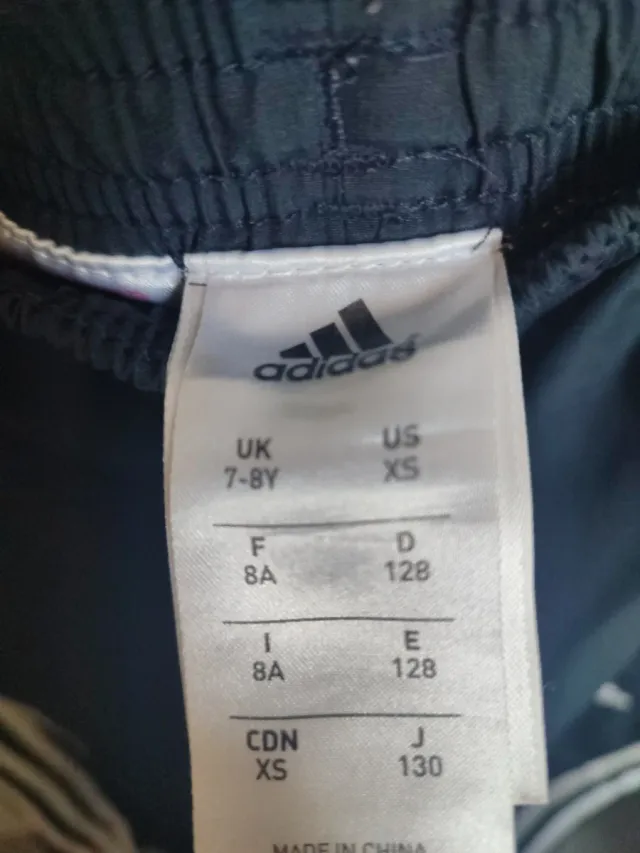 adidas
UK US
7-8Y XS
F D
8A 128
I E
8A 128
CDN J
XS 130
MADE IN CHINA